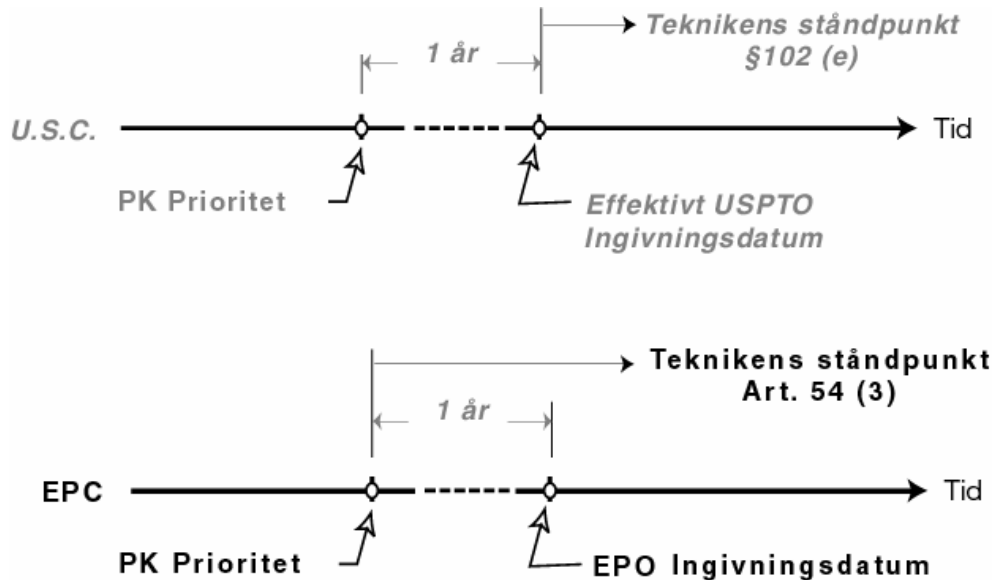 Teknikens ståndpunkt
§102 (e)
1 år
U.S.C.
Tid
PK Prioritet
Effektivt USPTO
Ingivningsdatum
Teknikens ståndpunkt
Art. 54 (3)
1 år
EPC
Tid
PK Prioritet
EPO Ingivningsdatum